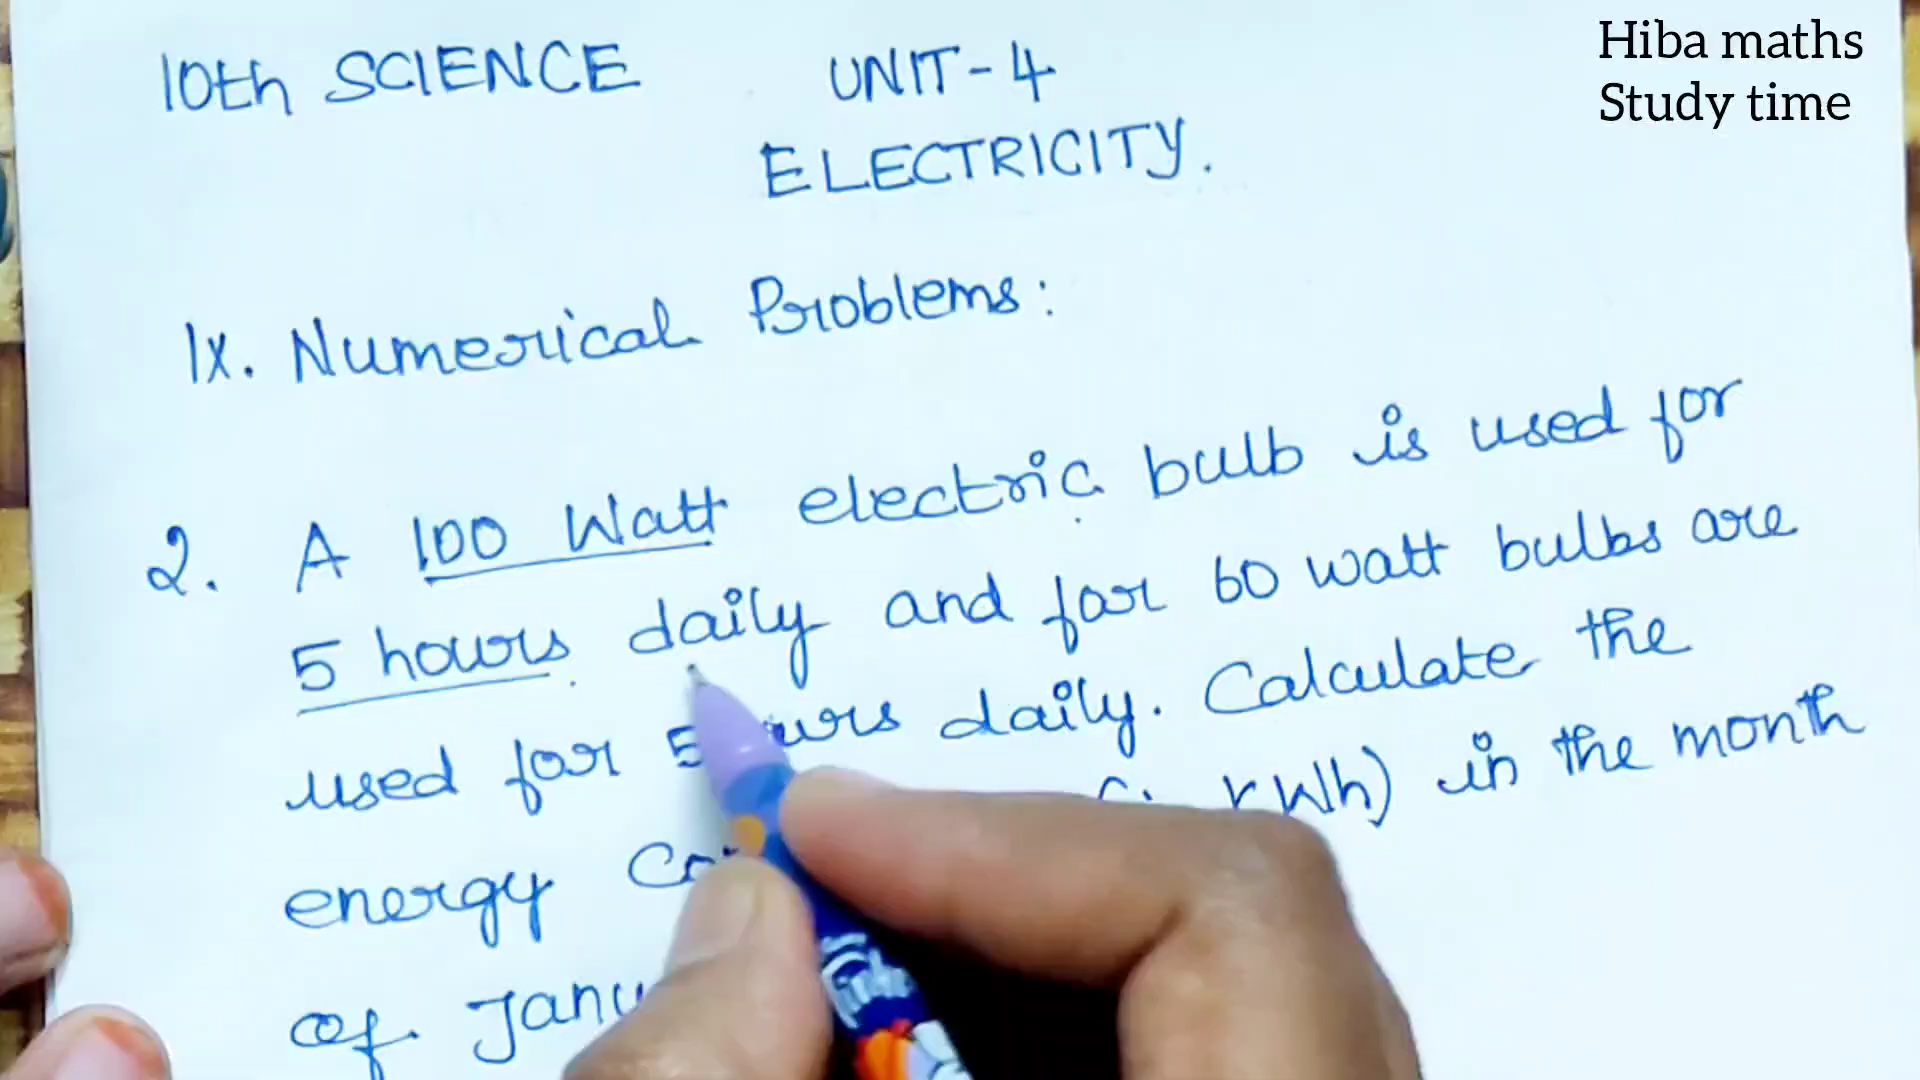 Hiba maths
Study time
10th SCIENCE UNIT-4
ELECTRICITY.
IX. Numerical Problems:
2. A 100 Watt electric bulb is used for
5 hours daily and for 60 watt bulbs are
used for 5 daily. Calculate the
energy kWh) in the month
of